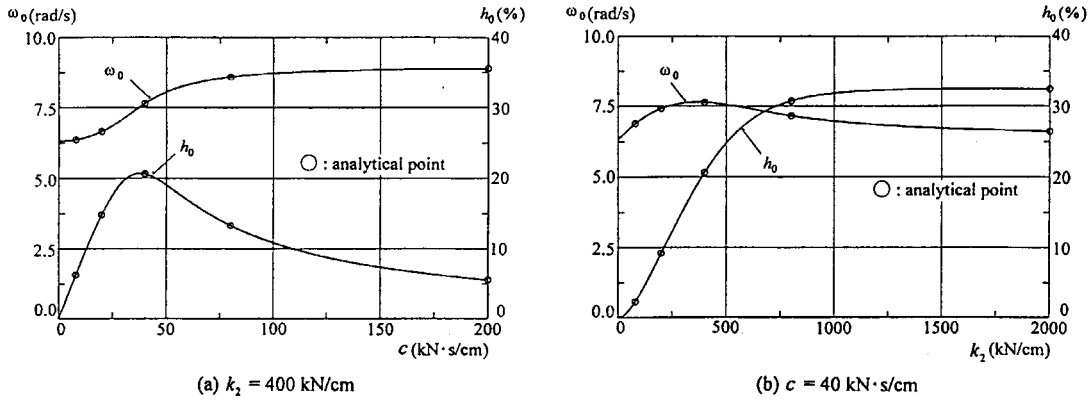 ω₀(rad/s)
h₀(%)
10.0
7.5
5.0
2.5
0.0
40
30
20
10
0
ω₀
h₀
○ : analytical point
0
50
100
150
200
c (kN·s/cm)
(a) k₂ = 400 kN/cm
ω₀(rad/s)
h₀(%)
10.0
7.5
5.0
2.5
0.0
40
30
20
10
0
ω₀
h₀
○ : analytical point
0
500
1000
1500
2000
k₂ (kN/cm)
(b) c = 40 kN·s/cm